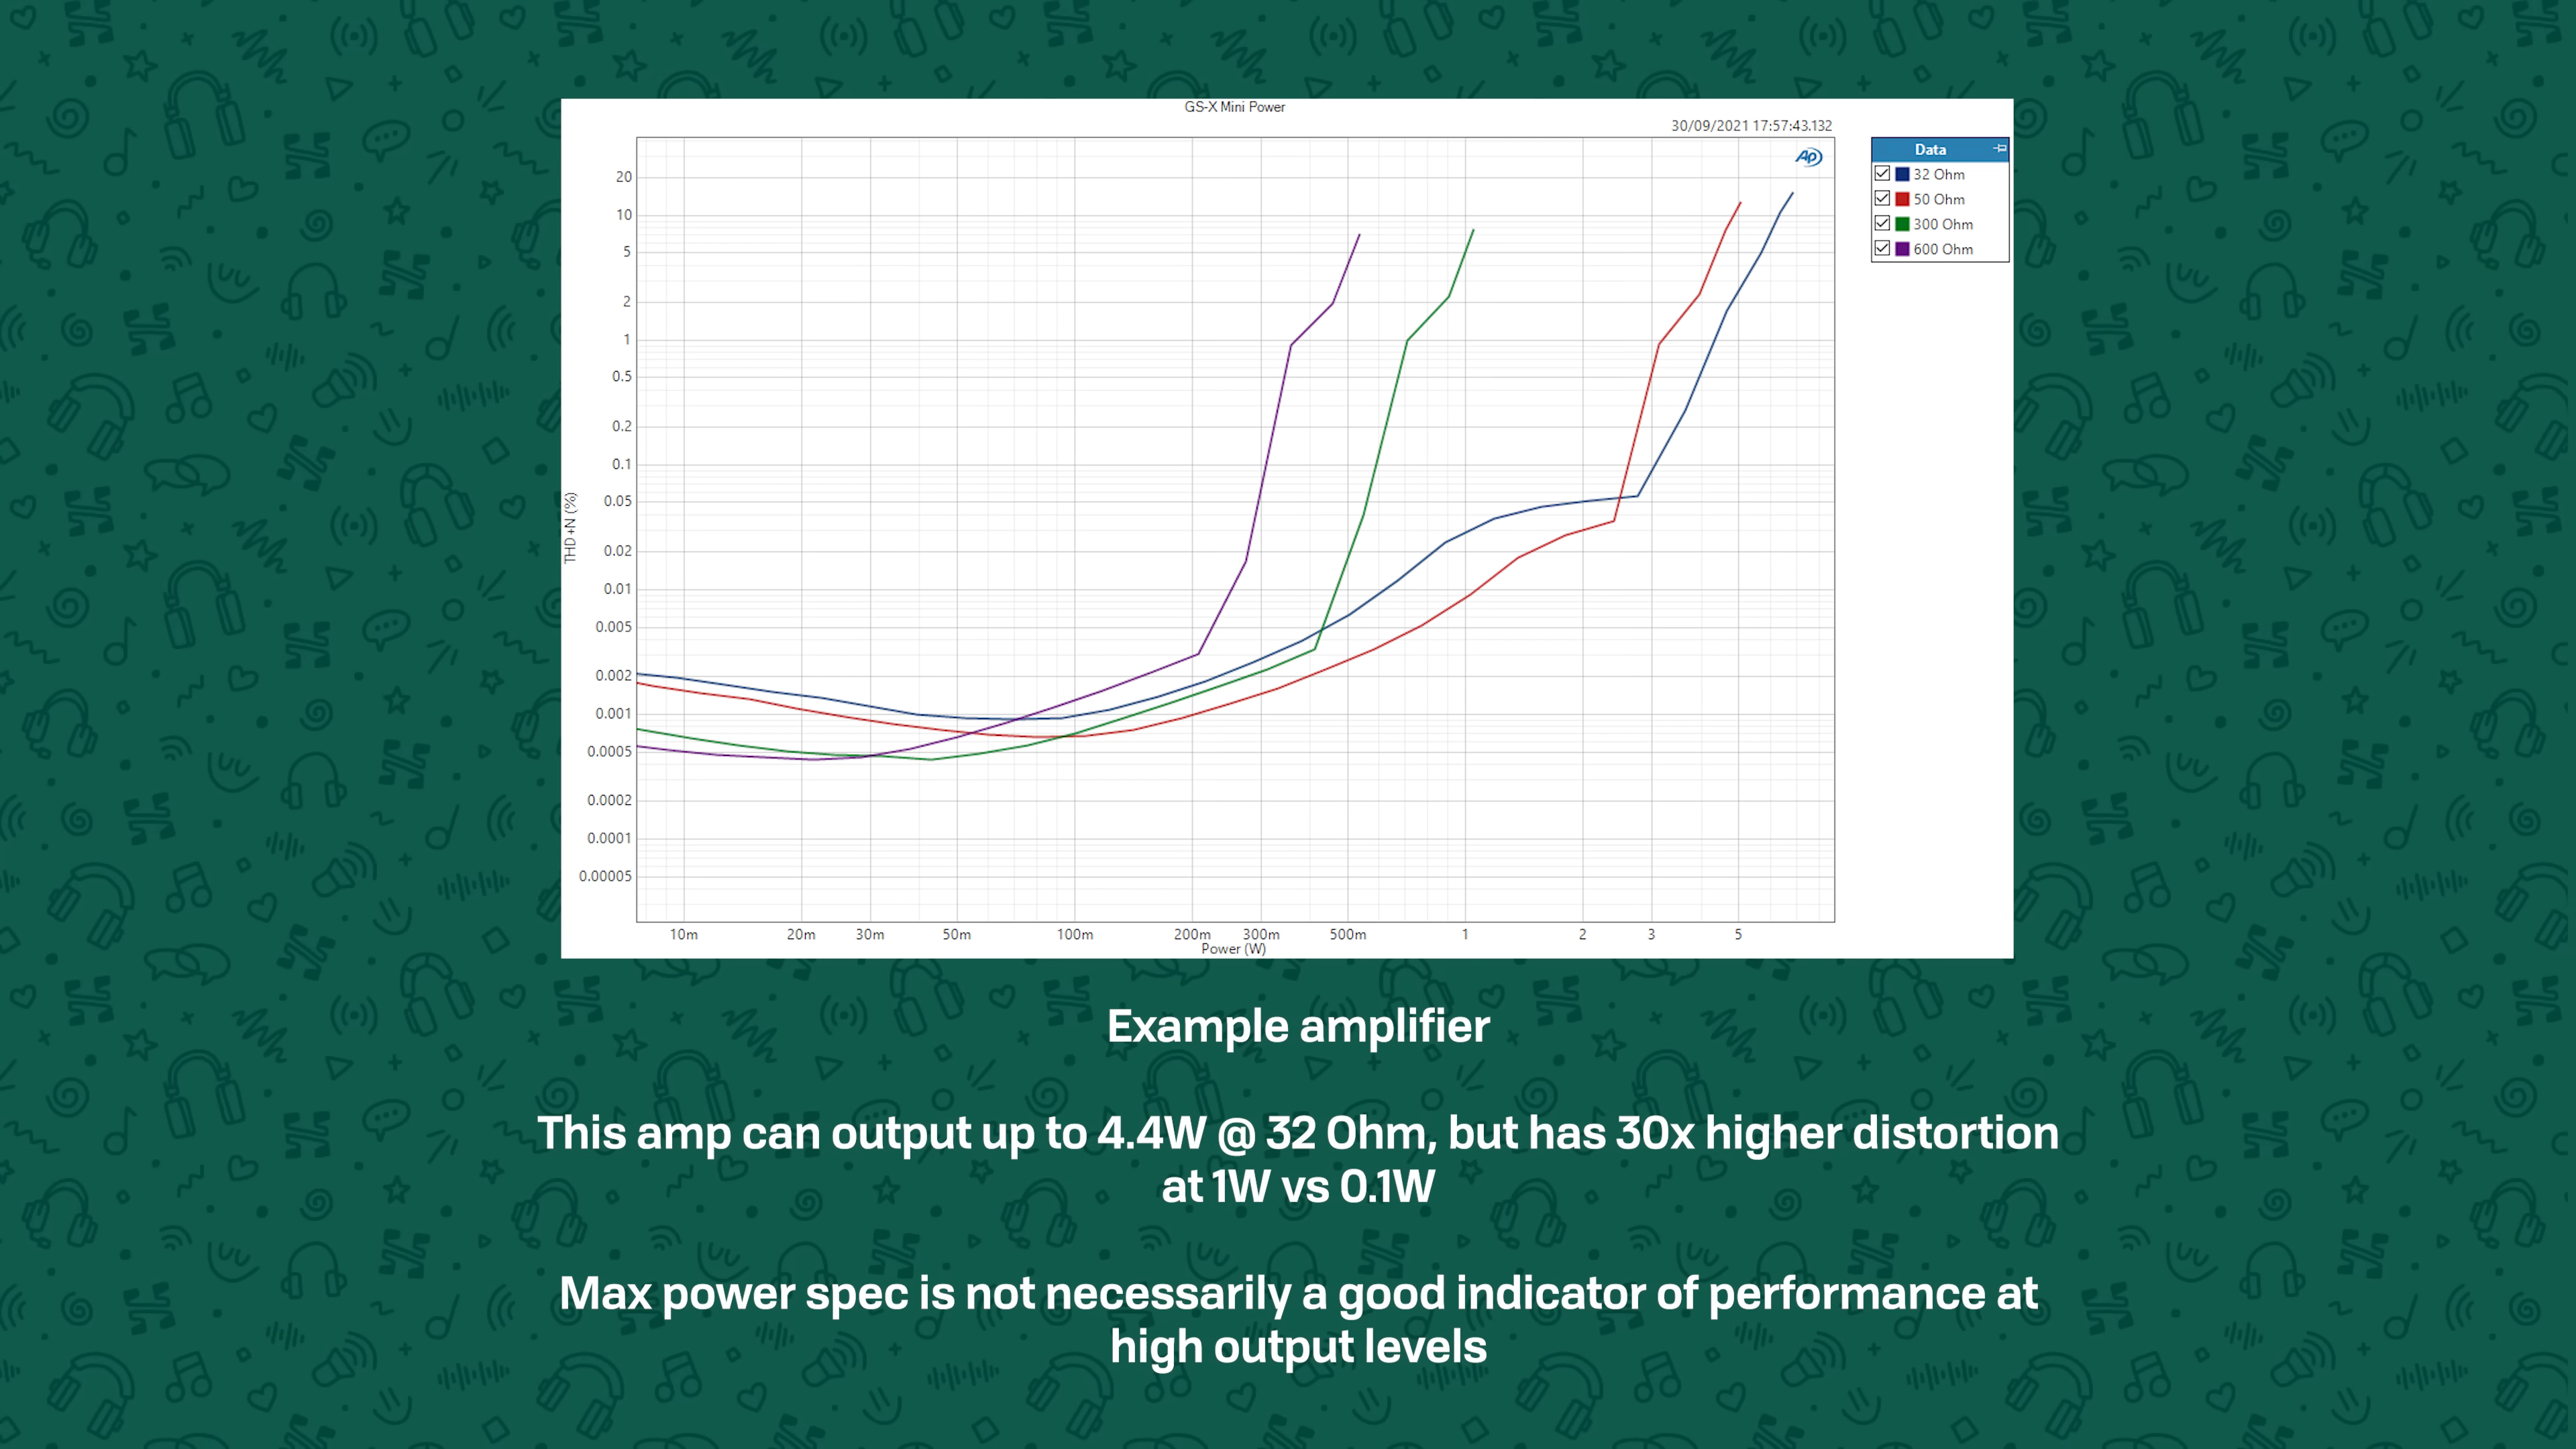 GS-X Mini Power
30/09/2021 17:57:43.132
AP
Data
32 Ohm
50 Ohm
300 Ohm
600 Ohm
THD+N (%)
20
10
5
2
1
0.5
0.2
0.1
0.05
0.02
0.01
0.005
0.002
0.001
0.0005
0.0002
0.0001
0.00005
10m 20m 30m 50m 100m 200m 300m 500m 1 2 3 5
Power (W)
Example amplifier
This amp can output up to 4.4W @ 32 Ohm, but has 30x higher distortion
at 1W vs 0.1W
Max power spec is not necessarily a good indicator of performance at
high output levels